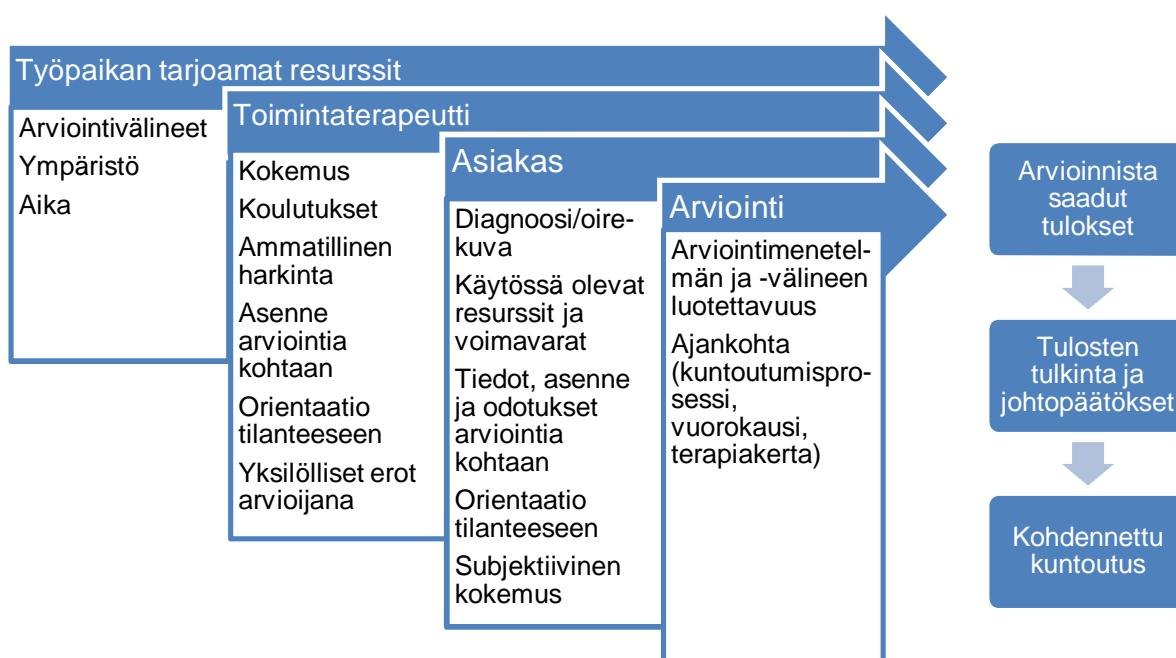 Työpaikan tarjoamat resurssit
Arviointivälineet
Ympäristö
Aika
Toimintaterapeutti
Kokemus
Koulutukset
Ammatillinen
harkinta
Asenne
arviointia
kohtaan
Orientaatio
tilanteeseen
Yksilölliset erot
arvioijana
Asiakas
Diagnoosi/oire-
kuva
Käytössä olevat
resurssit ja
voimavarat
Tiedot, asenne
ja odotukset
arviointia
kohtaan
Orientaatio
tilanteeseen
Subjektiivinen
kokemus
Arviointi
Arviointimenetel-
män ja -välineen
luotettavuus
Ajankohta
(kuntoutumispro-
sessi,
vuorokausi,
terapiakerta)
Arvioinnista
saadut
tulokset
Tulosten
tulkinta ja
johtopäätökset
Kohdennettu
kuntoutus